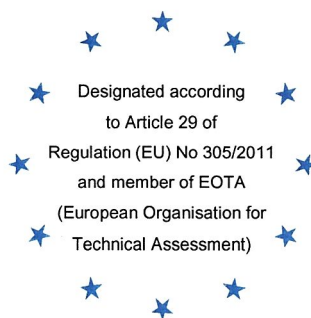 Designated according
to Article 29 of
Regulation (EU) No 305/2011
and member of EOTA
(European Organisation for
Technical Assessment)